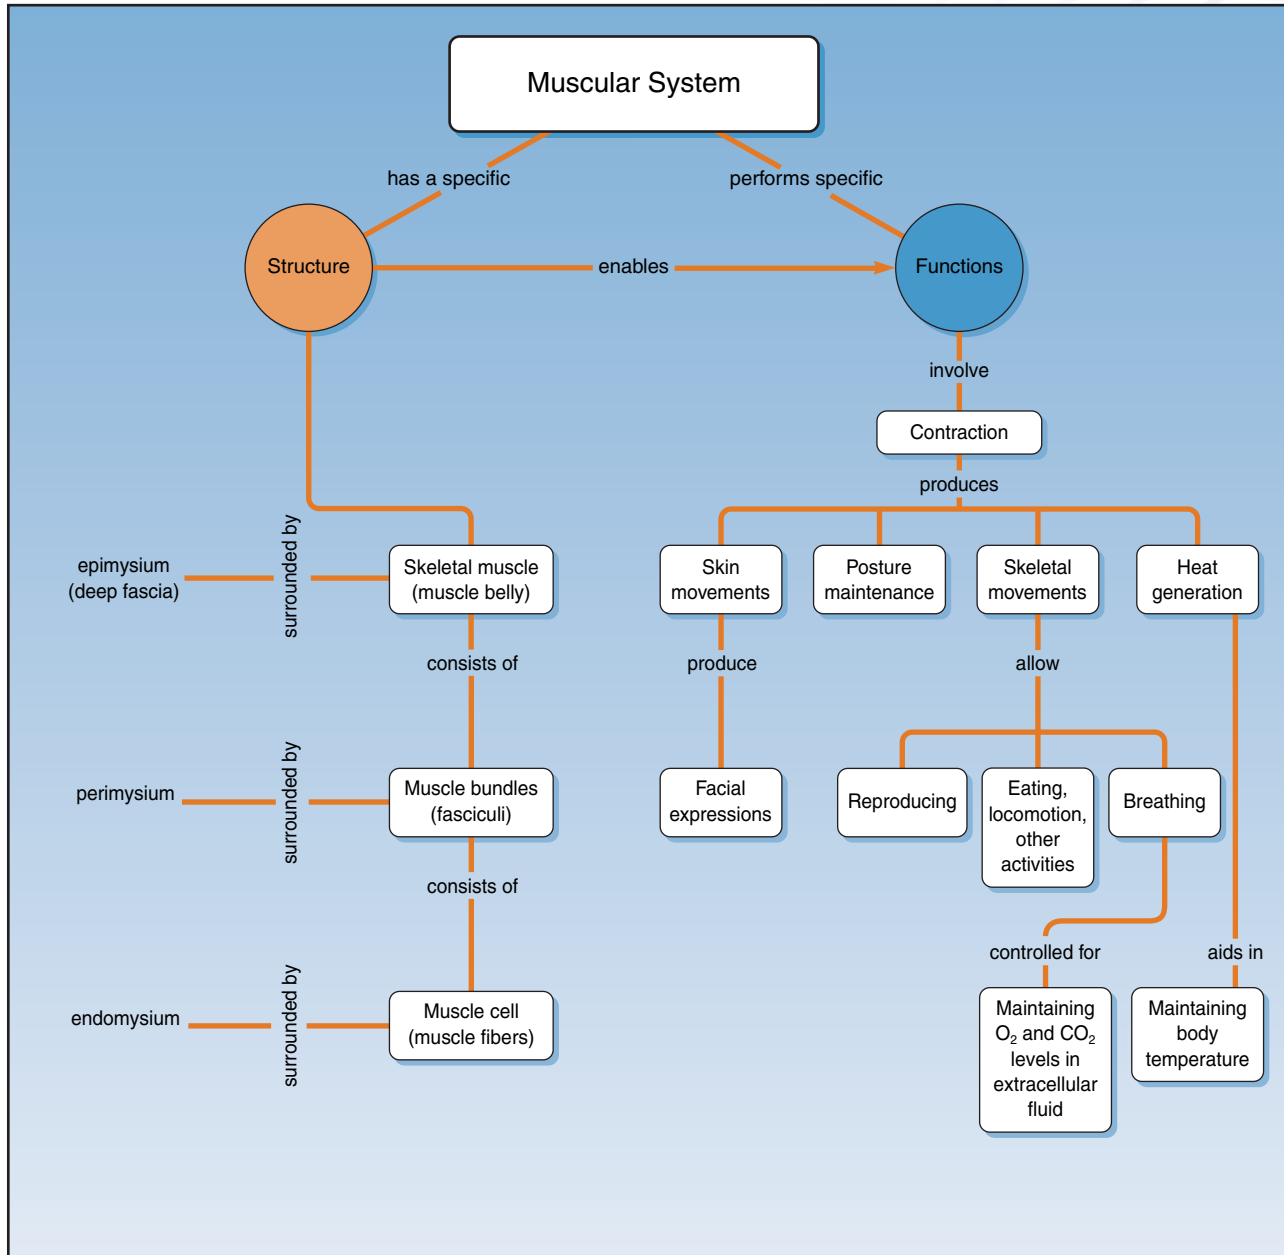 Muscular System
has a specific
performs specific
Structure
enables
Functions
involve
Contraction
produces
epimysium
(deep fascia)
surrounded by
Skeletal muscle
(muscle belly)
Skin
movements
Posture
maintenance
Skeletal
movements
Heat
generation
consists of
produce
allow
perimysium
surrounded by
Muscle bundles
(fasciculi)
Facial
expressions
Reproducing
Eating,
locomotion,
other
activities
Breathing
consists of
controlled for
aids in
endomysium
surrounded by
Muscle cell
(muscle fibers)
Maintaining
O₂ and CO₂
levels in
extracellular
fluid
Maintaining
body
temperature